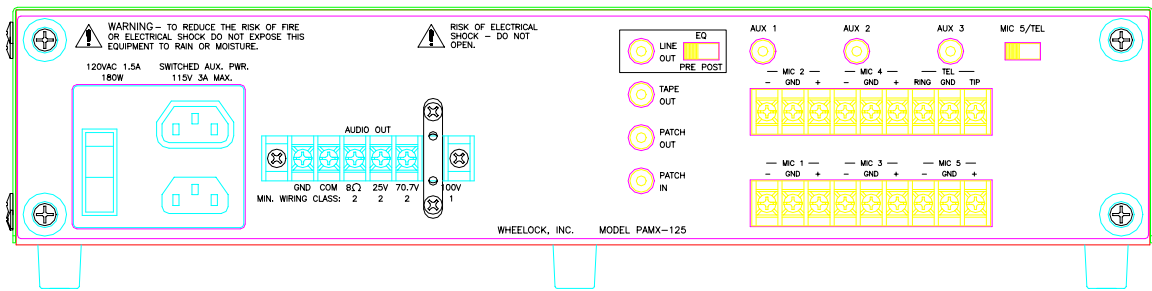 WARNING – TO REDUCE THE RISK OF FIRE
OR ELECTRICAL SHOCK DO NOT EXPOSE THIS
EQUIPMENT TO RAIN OR MOISTURE.
RISK OF ELECTRICAL
SHOCK – DO NOT
OPEN.
120VAC 1.5A
180W
SWITCHED AUX. PWR.
115V 3A MAX.
AUDIO OUT
GND COM 8Ω 25V 70.7V 100V
MIN. WIRING CLASS: 2 2 2 1
LINE
OUT
EQ
PRE POST
TAPE
OUT
PATCH
OUT
PATCH
IN
AUX 1
AUX 2
AUX 3
MIC 5/TEL
— MIC 2 — — MIC 4 — — TEL —
– GND + – GND + RING GND TIP
— MIC 1 — — MIC 3 — — MIC 5 —
– GND + – GND + – GND +
WHEELOCK, INC. MODEL PAMX-125